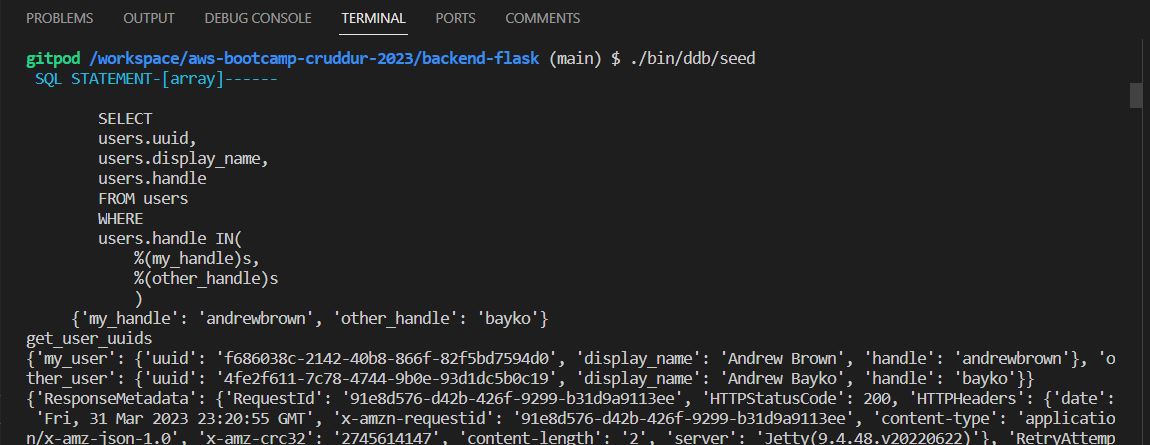 PROBLEMS OUTPUT DEBUG CONSOLE TERMINAL PORTS COMMENTS
gitpod /workspace/aws-bootcamp-cruddur-2023/backend-flask (main) $ ./bin/ddb/seed
SQL STATEMENT-[array]------
SELECT
users.uuid,
users.display_name,
users.handle
FROM users
WHERE
users.handle IN(
%(my_handle)s,
%(other_handle)s
)
{'my_handle': 'andrewbrown', 'other_handle': 'bayko'}
get_user_uuids
{'my_user': {'uuid': 'f686038c-2142-40b8-866f-82f5bd7594d0', 'display_name': 'Andrew Brown', 'handle': 'andrewbrown'}, 'o
ther_user': {'uuid': '4fe2f611-7c78-4744-9b0e-93d1dc5b0c19', 'display_name': 'Andrew Bayko', 'handle': 'bayko'}}
{'ResponseMetadata': {'RequestId': '91e8d576-d42b-426f-9299-b31d9a9113ee', 'HTTPStatusCode': 200, 'HTTPHeaders': {'date':
'Fri, 31 Mar 2023 23:20:55 GMT', 'x-amzn-requestid': '91e8d576-d42b-426f-9299-b31d9a9113ee', 'content-type': 'applicatio
n/x-amz-json-1.0', 'x-amz-crc32': '2745614147', 'content-length': '2', 'server': 'Jetty(9.4.48.v20220622)'}, 'RetryAttemp